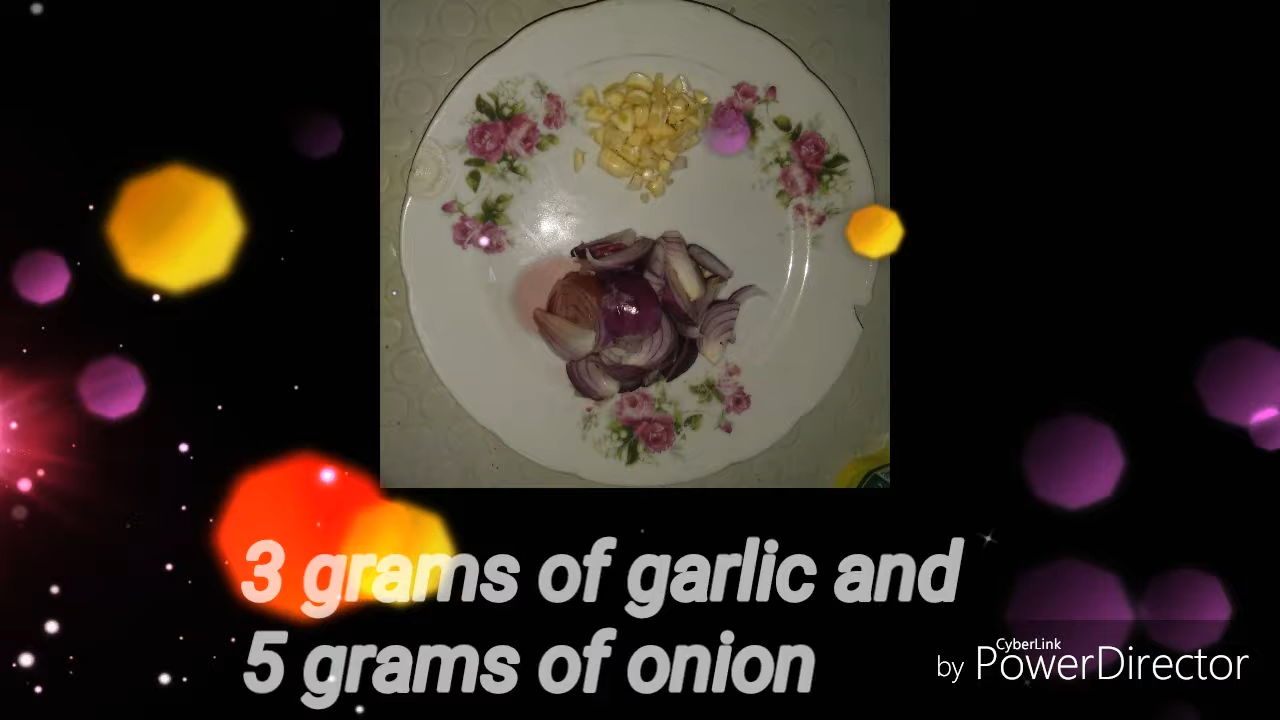 3 grams of garlic and
5 grams of onion
CyberLink
by PowerDirector